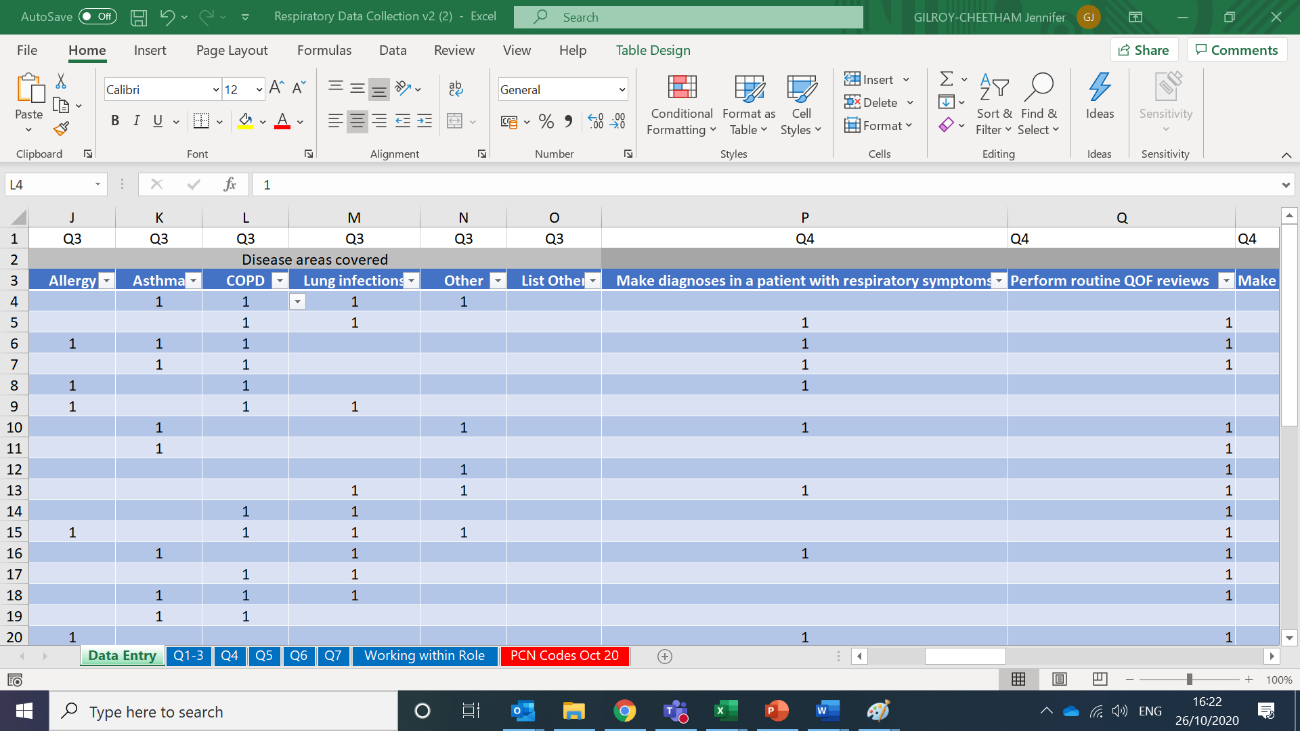 AutoSave Off Respiratory Data Collection v2 (2) - Excel Search GILROY-CHEETHAM Jennifer GJ
File Home Insert Page Layout Formulas Data Review View Help Table Design Share Comments
Calibri 12 General Insert
Paste B I U Conditional Formatting Format as Table Cell Styles Delete Sort & Filter Find & Select Ideas Sensitivity
Format
Clipboard Font Alignment Number Styles Cells Editing Ideas Sensitivity
L4 fx 1
J K L M N O P Q
1 Q3 Q3 Q3 Q3 Q3 Q3 Q4 Q4 Q4
2 Disease areas covered
3 Allergy Asthma COPD Lung infections Other List Other Make diagnoses in a patient with respiratory symptoms Perform routine QOF reviews Make
4 1 1 1 1
5 1 1 1 1
6 1 1 1 1 1
7 1 1 1 1
8 1 1 1
9 1 1 1
10 1 1 1 1
11 1 1
12 1 1
13 1 1 1 1
14 1 1 1
15 1 1 1 1 1
16 1 1 1 1
17 1 1 1
18 1 1 1 1
19 1 1
20 1 1 1
Data Entry Q1-3 Q4 Q5 Q6 Q7 Working within Role PCN Codes Oct 20
100%
Type here to search ENG 16:22
26/10/2020